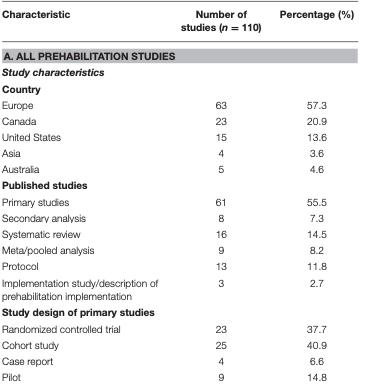 Characteristic Number of Percentage (%)
studies (n = 110)
A. ALL PREHABILITATION STUDIES
Study characteristics
Country
Europe 63 57.3
Canada 23 20.9
United States 15 13.6
Asia 4 3.6
Australia 5 4.6
Published studies
Primary studies 61 55.5
Secondary analysis 8 7.3
Systematic review 16 14.5
Meta/pooled analysis 9 8.2
Protocol 13 11.8
Implementation study/description of 3 2.7
prehabilitation implementation
Study design of primary studies
Randomized controlled trial 23 37.7
Cohort study 25 40.9
Case report 4 6.6
Pilot 9 14.8